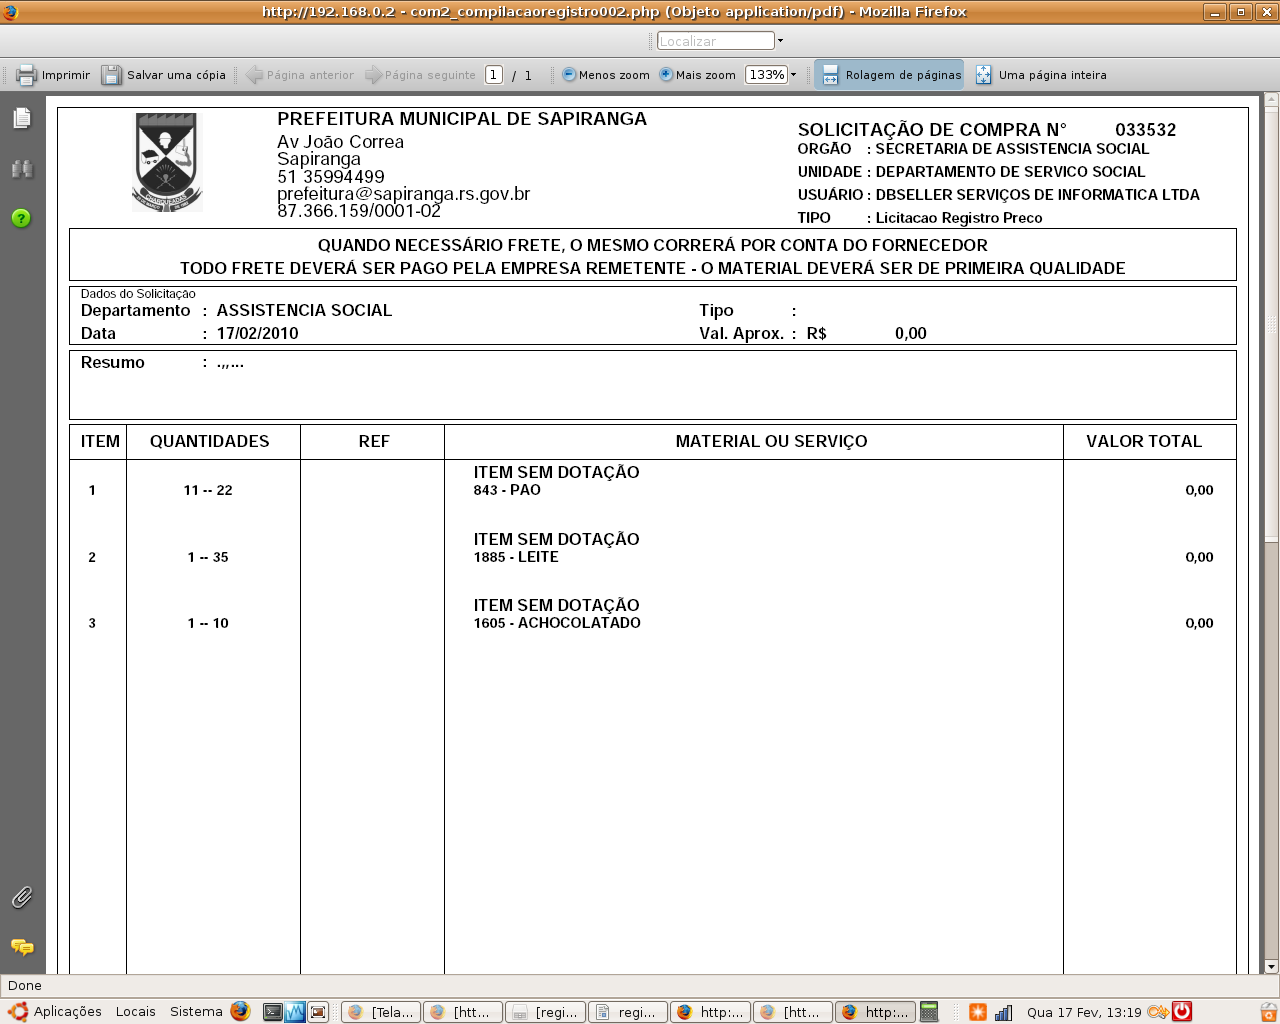 http://192.168.0.2 - com2_compilacaoregistro002.php (Objeto application/pdf) - Mozilla Firefox
Localizar
Imprimir Salvar uma cópia Página anterior Página seguinte 1 / 1 Menos zoom Mais zoom 133% Rolagem de páginas Uma página inteira
PREFEITURA MUNICIPAL DE SAPIRANGA
Av João Correa
Sapiranga
51 35994499
prefeitura@sapiranga.rs.gov.br
87.366.159/0001-02
SOLICITAÇÃO DE COMPRA N° 033532
ORGÃO : SECRETARIA DE ASSISTENCIA SOCIAL
UNIDADE : DEPARTAMENTO DE SERVICO SOCIAL
USUÁRIO : DBSELLER SERVIÇOS DE INFORMATICA LTDA
TIPO : Licitacao Registro Preco
QUANDO NECESSÁRIO FRETE, O MESMO CORRERÁ POR CONTA DO FORNECEDOR
TODO FRETE DEVERÁ SER PAGO PELA EMPRESA REMETENTE - O MATERIAL DEVERÁ SER DE PRIMEIRA QUALIDADE
Dados do Solicitação
Departamento : ASSISTENCIA SOCIAL Tipo :
Data : 17/02/2010 Val. Aprox. : R$ 0,00
Resumo : .,,...
ITEM QUANTIDADES REF MATERIAL OU SERVIÇO VALOR TOTAL
ITEM SEM DOTAÇÃO
1 11 -- 22 843 - PAO 0,00
ITEM SEM DOTAÇÃO
2 1 -- 35 1885 - LEITE 0,00
ITEM SEM DOTAÇÃO
3 1 -- 10 1605 - ACHOCOLATADO 0,00
Done
Aplicações Locais Sistema [Tela... [htt... [regi... regi... http:... [htt... http:... Qua 17 Fev, 13:19